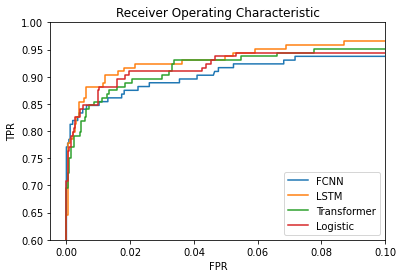 Receiver Operating Characteristic
1.00
0.95
0.90
0.85
0.80
0.75
0.70
0.65
0.60
TPR
0.00
0.02
0.04
0.06
0.08
0.10
FPR
FCNN
LSTM
Transformer
Logistic